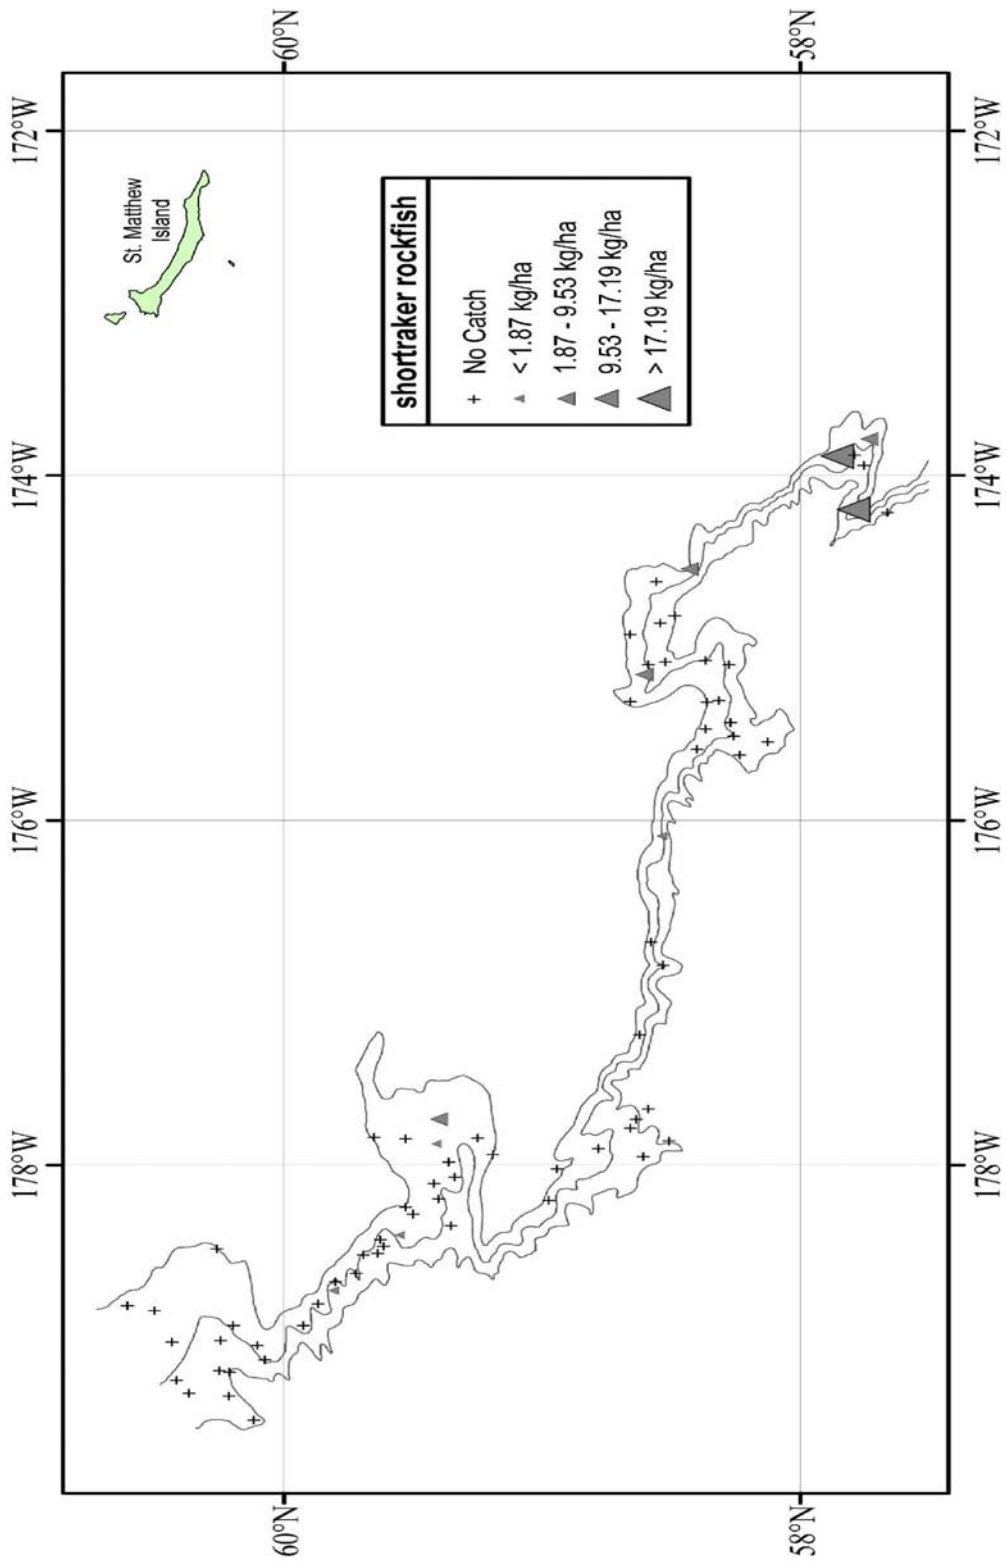 60°N
58°N
172°W
172°W
St. Matthew
Island
shortraker rockfish
No Catch
< 1.87 kg/ha
1.87 - 9.53 kg/ha
9.53 - 17.19 kg/ha
> 17.19 kg/ha
174°W
174°W
176°W
176°W
178°W
178°W
60°N
58°N